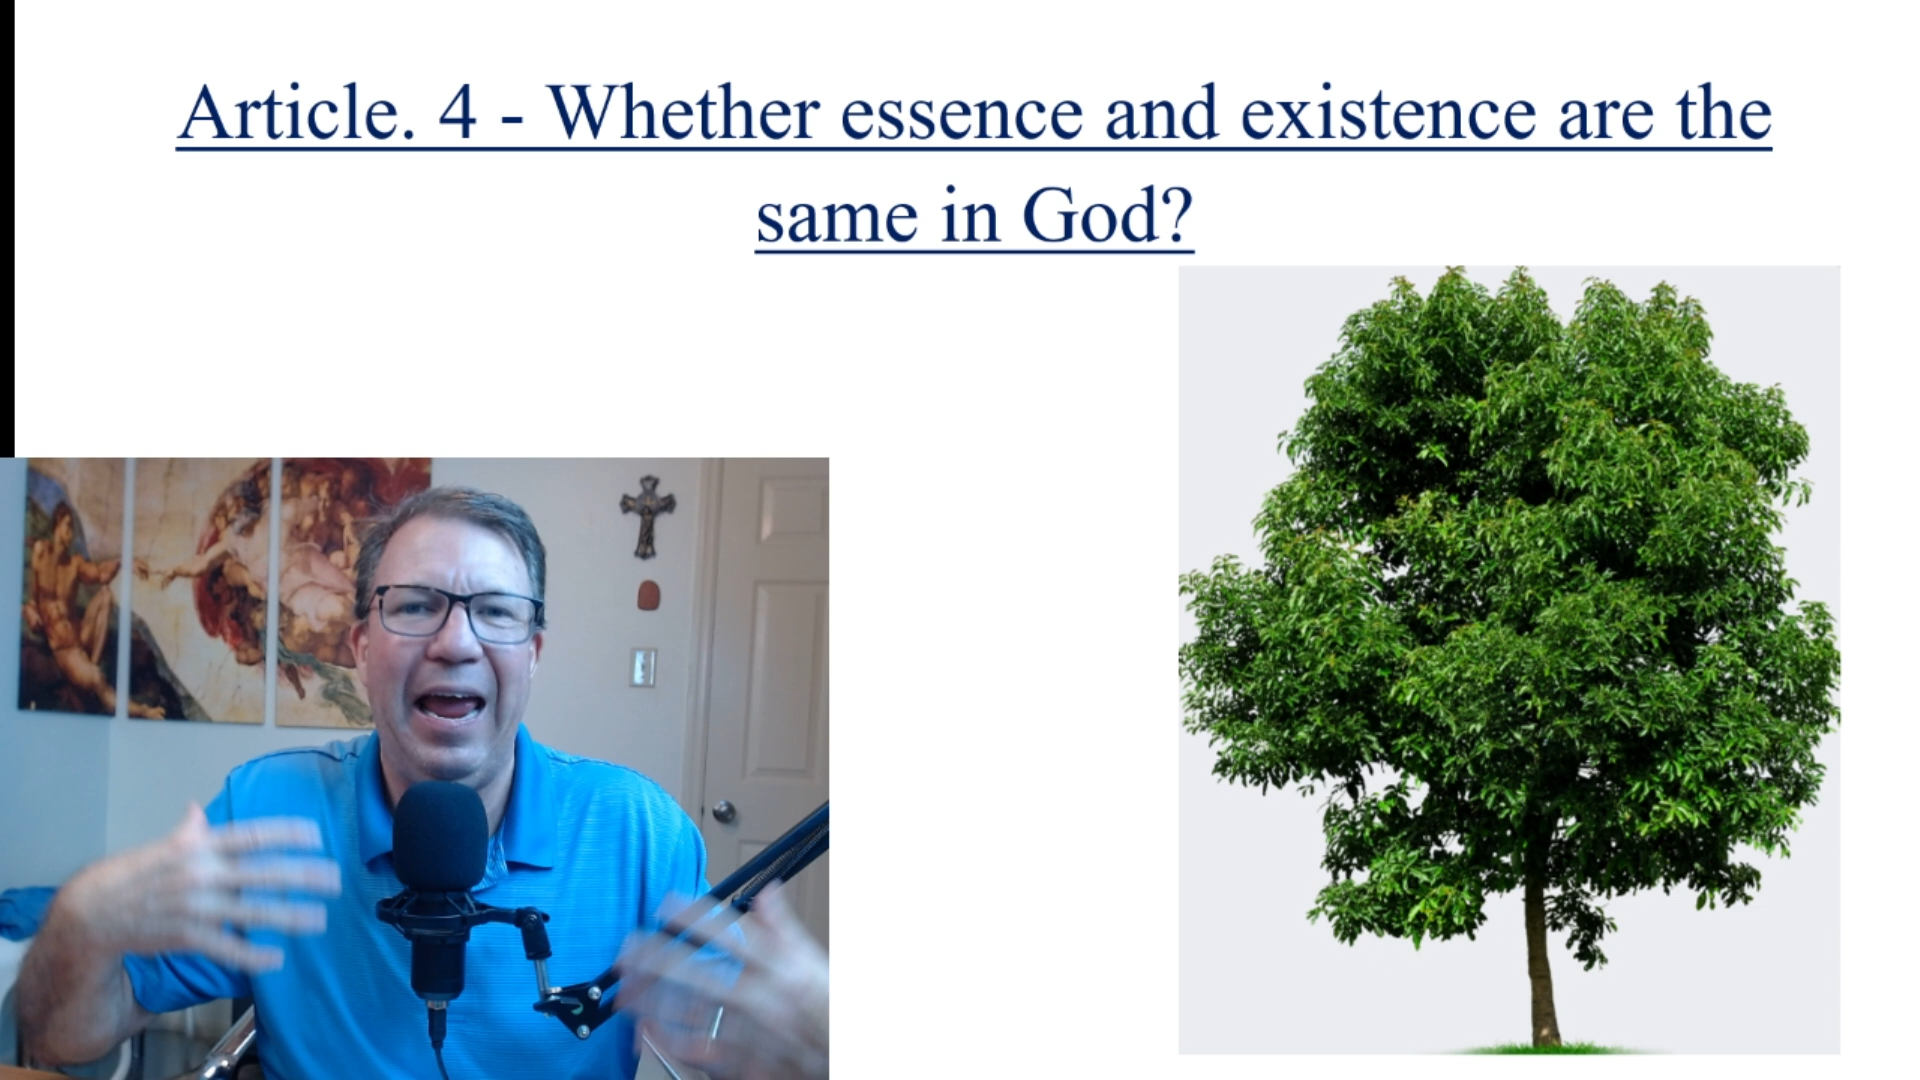 Article. 4 - Whether essence and existence are the
same in God?